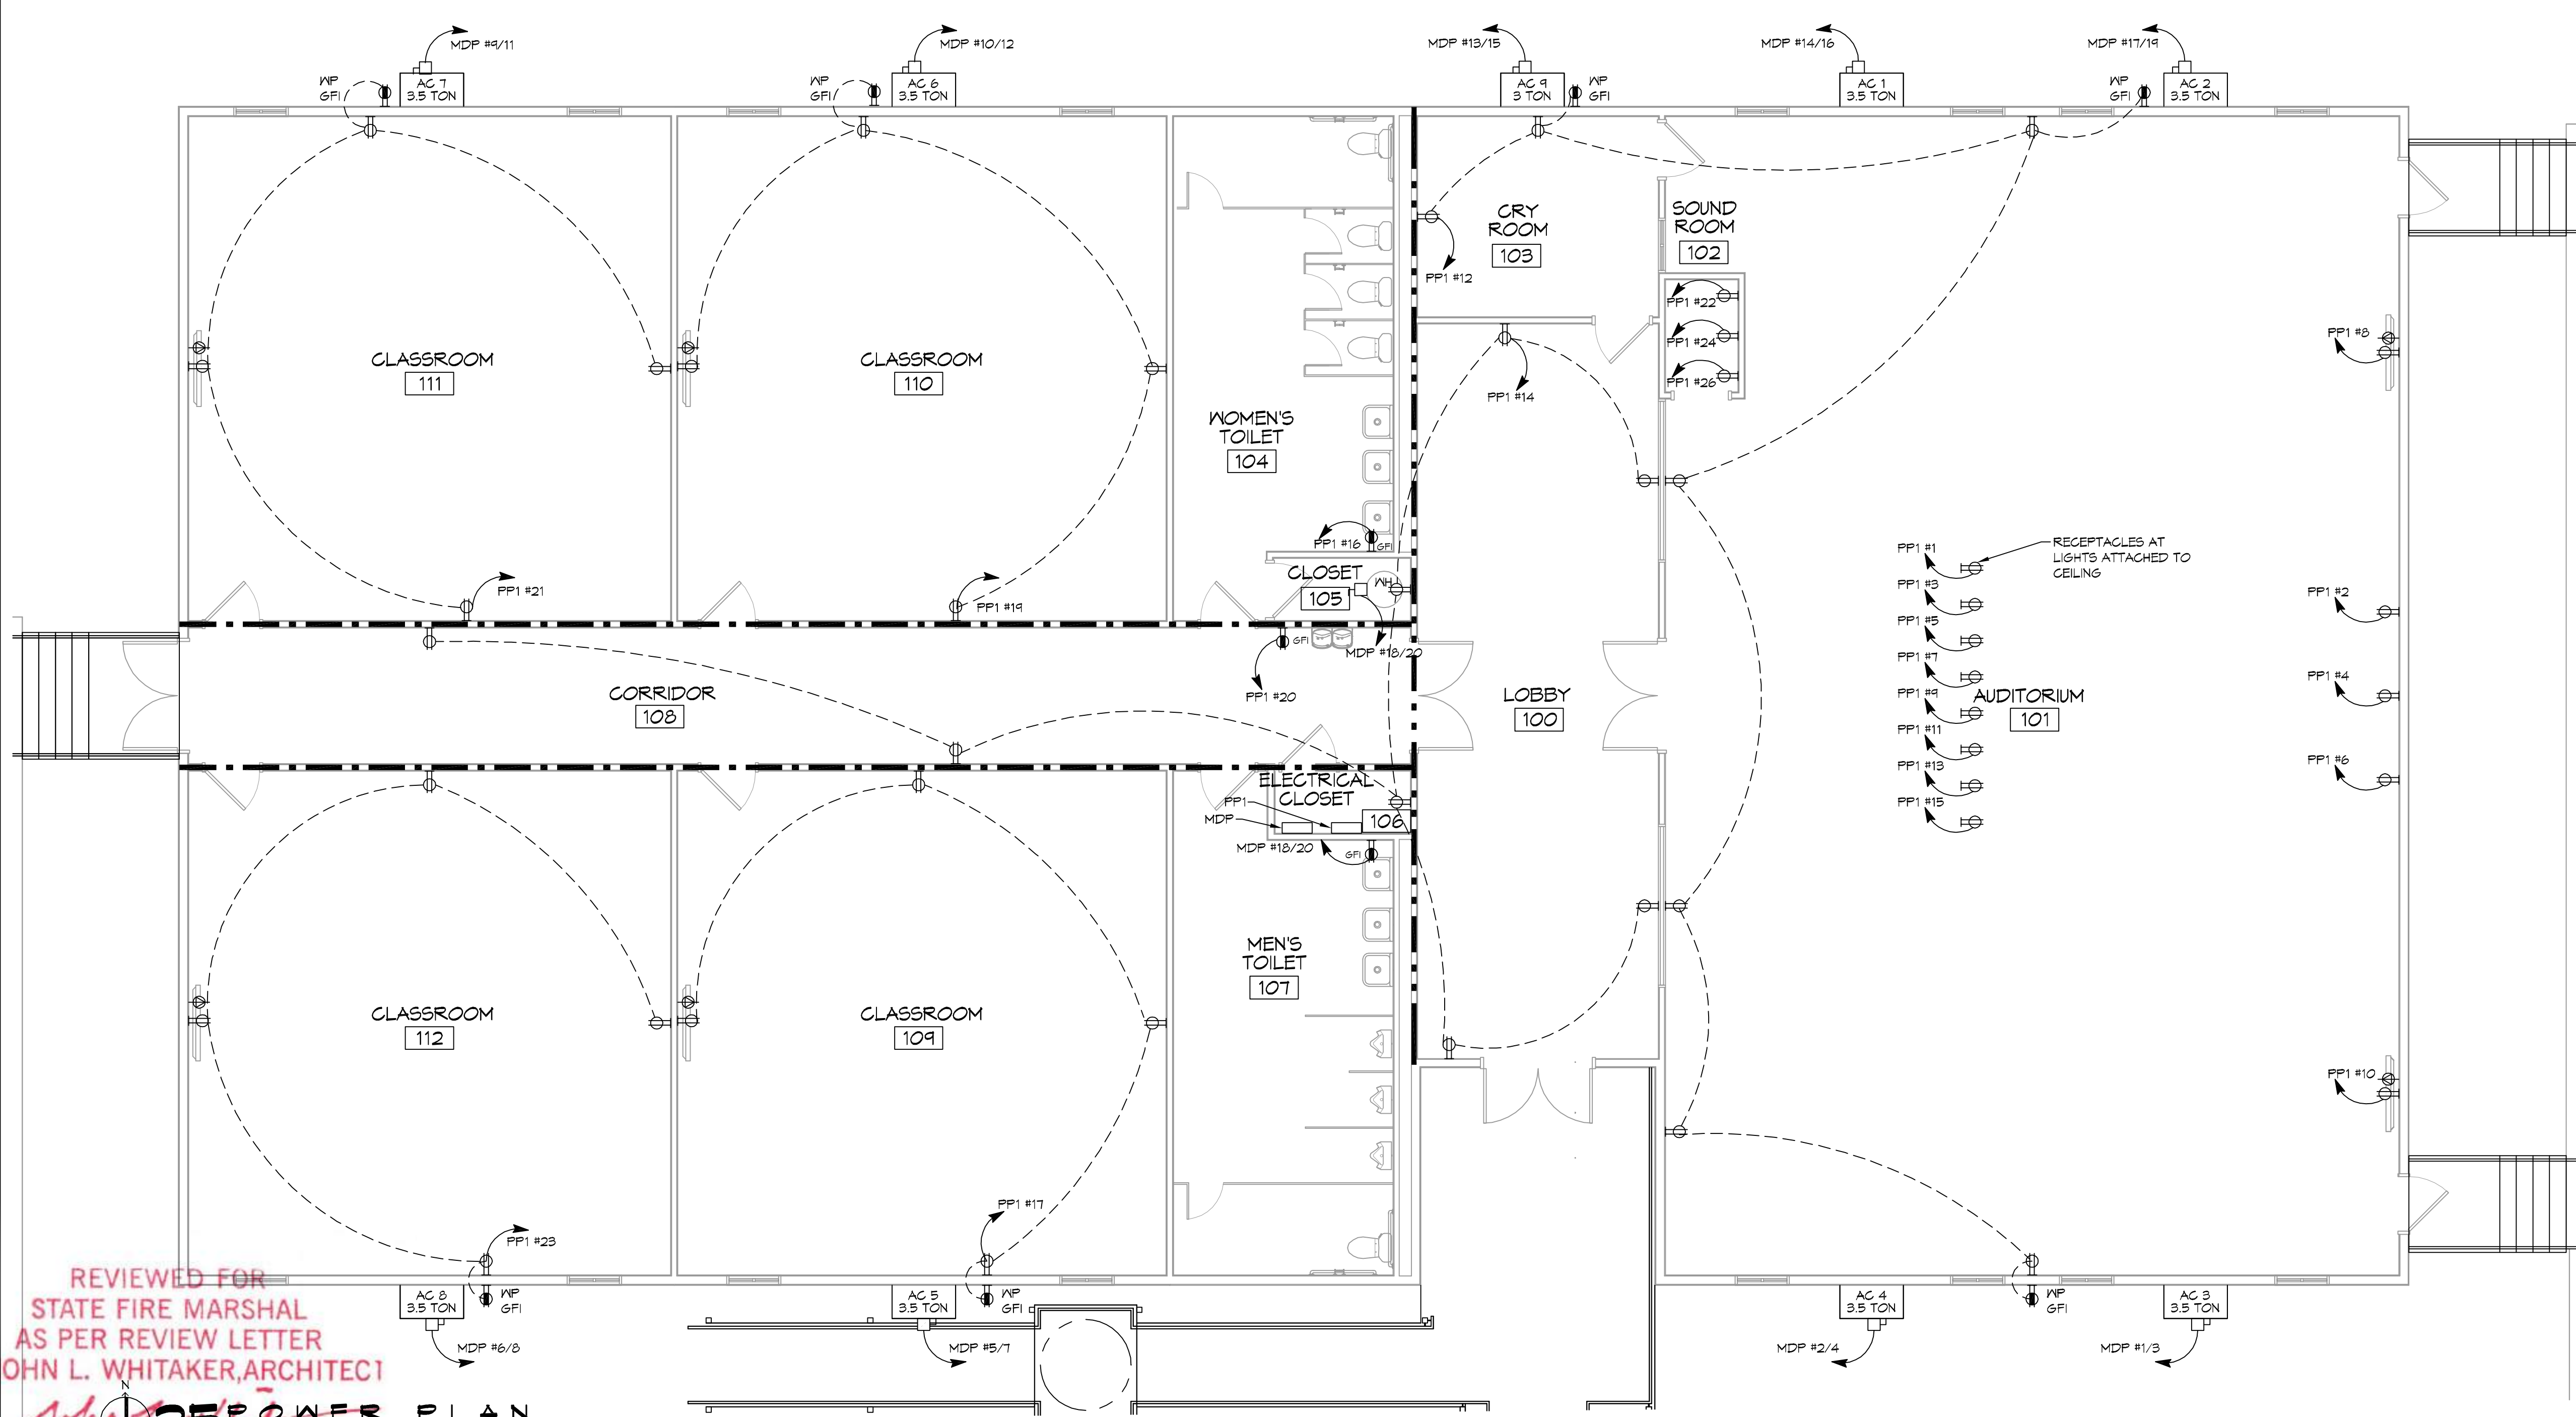 MDP #9/11
MDP #10/12
MDP #13/15
MDP #14/16
MDP #17/19
WP
GFI
AC 7
3.5 TON
WP
GFI
AC 6
3.5 TON
AC 9
3 TON
WP
GFI
AC 1
3.5 TON
WP
GFI
AC 2
3.5 TON
CRY
ROOM
103
SOUND
ROOM
102
PP1 #12
PP1 #22
PP1 #24
PP1 #26
PP1 #8
CLASSROOM
111
CLASSROOM
110
PP1 #14
WOMEN'S
TOILET
104
PP1 #16
GFI
CLOSET
105
WH
PP1 #1
PP1 #3
PP1 #5
PP1 #7
PP1 #9
PP1 #11
PP1 #13
PP1 #15
RECEPTACLES AT
LIGHTS ATTACHED TO
CEILING
PP1 #2
PP1 #4
PP1 #6
PP1 #21
PP1 #19
GFI
MDP #18/20
PP1 #20
CORRIDOR
108
LOBBY
100
AUDITORIUM
101
ELECTRICAL
CLOSET
106
PP1
MDP
MDP #18/20
GFI
MEN'S
TOILET
107
CLASSROOM
112
CLASSROOM
109
PP1 #10
PP1 #23
PP1 #17
AC 8
3.5 TON
WP
GFI
AC 5
3.5 TON
WP
GFI
AC 4
3.5 TON
WP
GFI
AC 3
3.5 TON
MDP #6/8
MDP #5/7
MDP #2/4
MDP #1/3
REVIEWED FOR
STATE FIRE MARSHAL
AS PER REVIEW LETTER
OHN L. WHITAKER, ARCHITECT
N
POWER PLAN